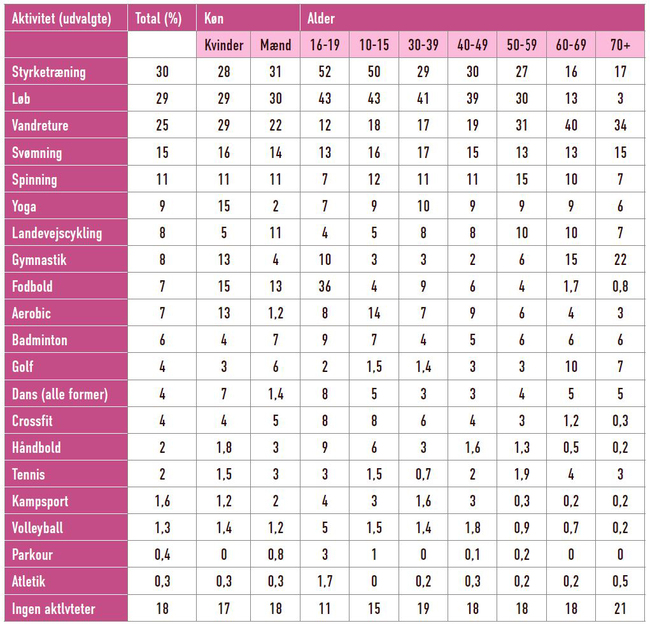 Aktivitet (udvalgte) Total (%) Køn Alder
Kvinder Mænd 16-19 10-15 30-39 40-49 50-59 60-69 70+
Styrketræning 30 28 31 52 50 29 30 27 16 17
Løb 29 29 30 43 43 41 39 30 13 3
Vandreture 25 29 22 12 18 17 19 31 40 34
Svømning 15 16 14 13 16 17 15 13 13 15
Spinning 11 11 11 7 12 11 11 15 10 7
Yoga 9 15 2 7 9 10 9 9 9 6
Landevejscykling 8 5 11 4 5 8 8 10 10 7
Gymnastik 8 13 4 10 3 3 2 6 15 22
Fodbold 7 15 13 36 4 9 6 4 1,7 0,8
Aerobic 7 13 1,2 8 14 7 9 6 4 3
Badminton 6 4 7 9 7 4 5 6 6 6
Golf 4 3 6 2 1,5 1,4 3 3 10 7
Dans (alle former) 4 7 1,4 8 5 3 3 4 5 5
Crossfit 4 4 5 8 8 6 4 3 1,2 0,3
Håndbold 2 1,8 3 9 6 3 1,6 1,3 0,5 0,2
Tennis 2 1,5 3 3 1,5 0,7 2 1,9 4 3
Kampsport 1,6 1,2 2 4 3 1,6 3 0,3 0,2 0,2
Volleyball 1,3 1,4 1,2 5 1,5 1,4 1,8 0,9 0,7 0,2
Parkour 0,4 0 0,8 3 1 0 0,1 0,2 0 0
Atletik 0,3 0,3 0,3 1,7 0 0,2 0,3 0,2 0,2 0,5
Ingen aktlvteter 18 17 18 11 15 19 18 18 18 21